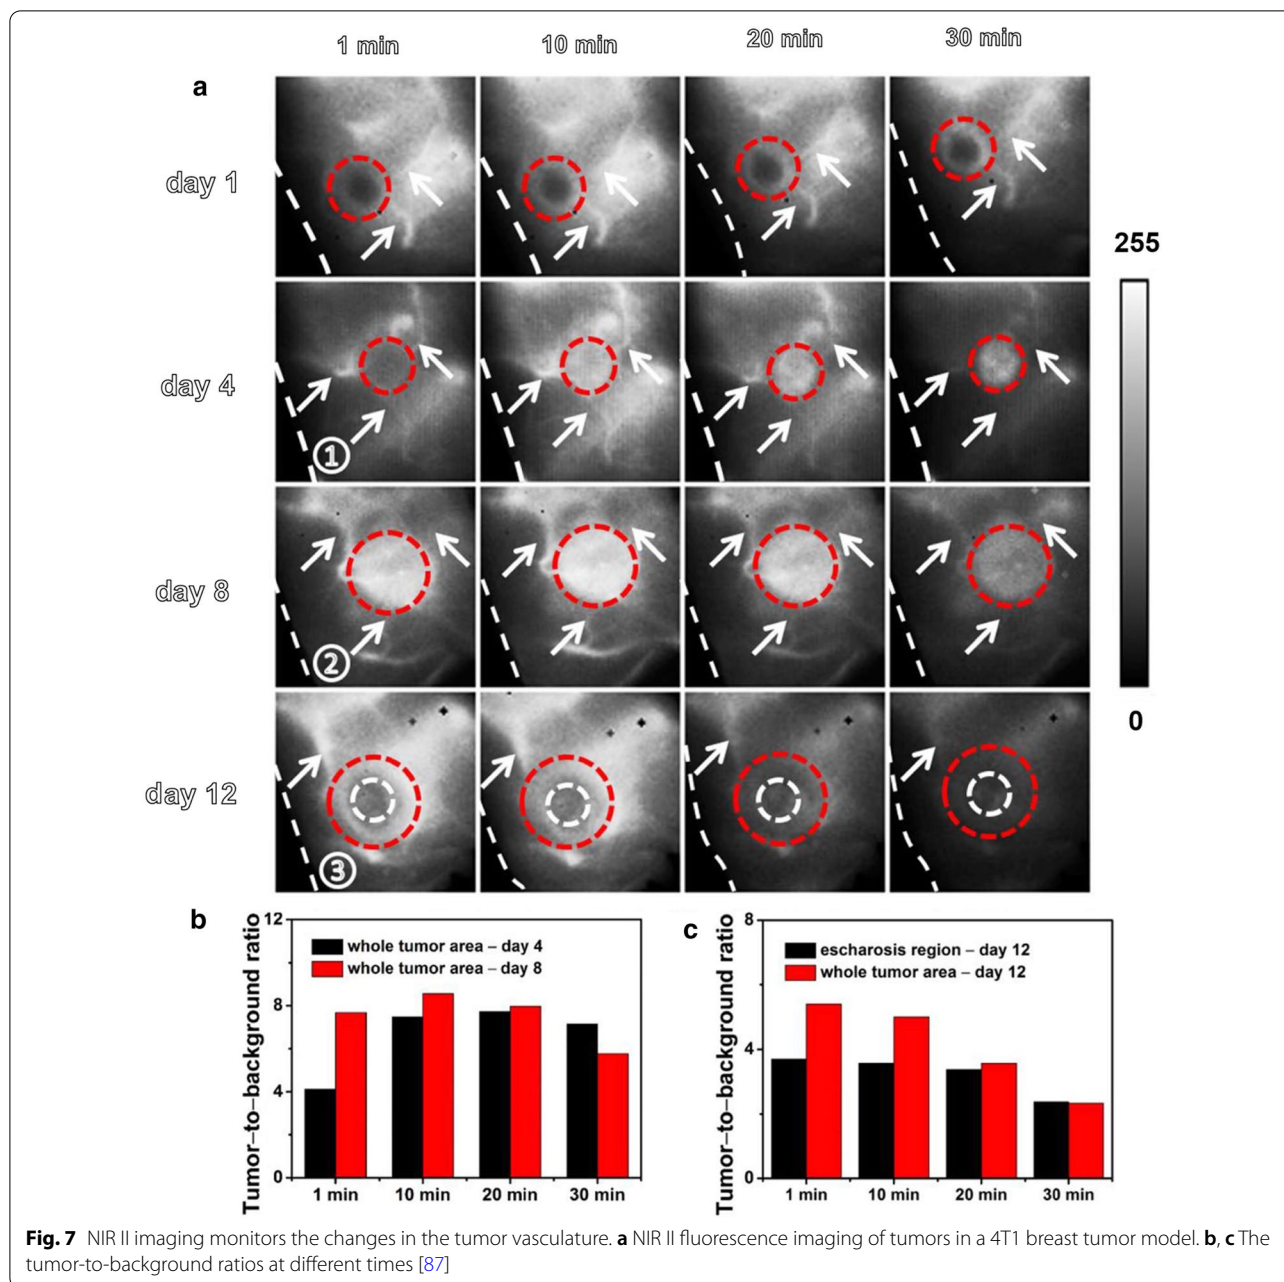 1 min 10 min 20 min 30 min
a
day 1
255
day 4
①
day 8
②
0
day 12
③
b
Tumor–to–background ratio
12
8
4
0
whole tumor area – day 4
whole tumor area – day 8
1 min 10 min 20 min 30 min
c
Tumor–to–background ratio
8
4
0
escharosis region – day 12
whole tumor area – day 12
1 min 10 min 20 min 30 min
Fig. 7 NIR II imaging monitors the changes in the tumor vasculature. a NIR II fluorescence imaging of tumors in a 4T1 breast tumor model. b, c The
tumor-to-background ratios at different times [87]